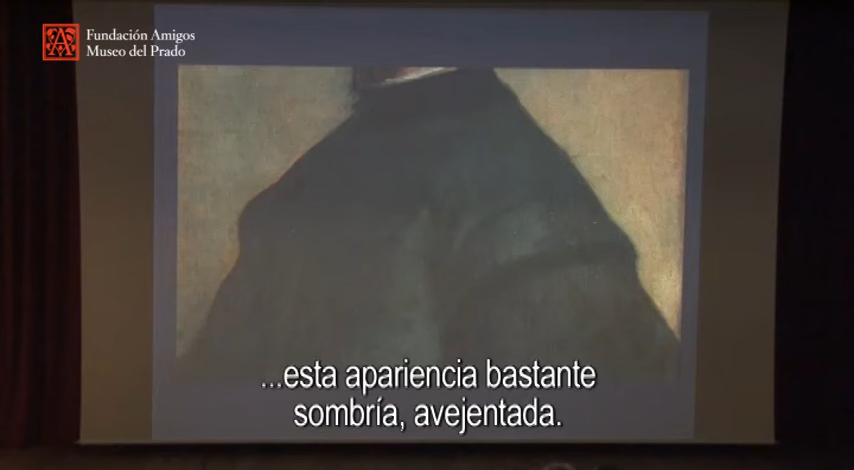 Fundación Amigos
Museo del Prado
...esta apariencia bastante
sombría, avejentada.